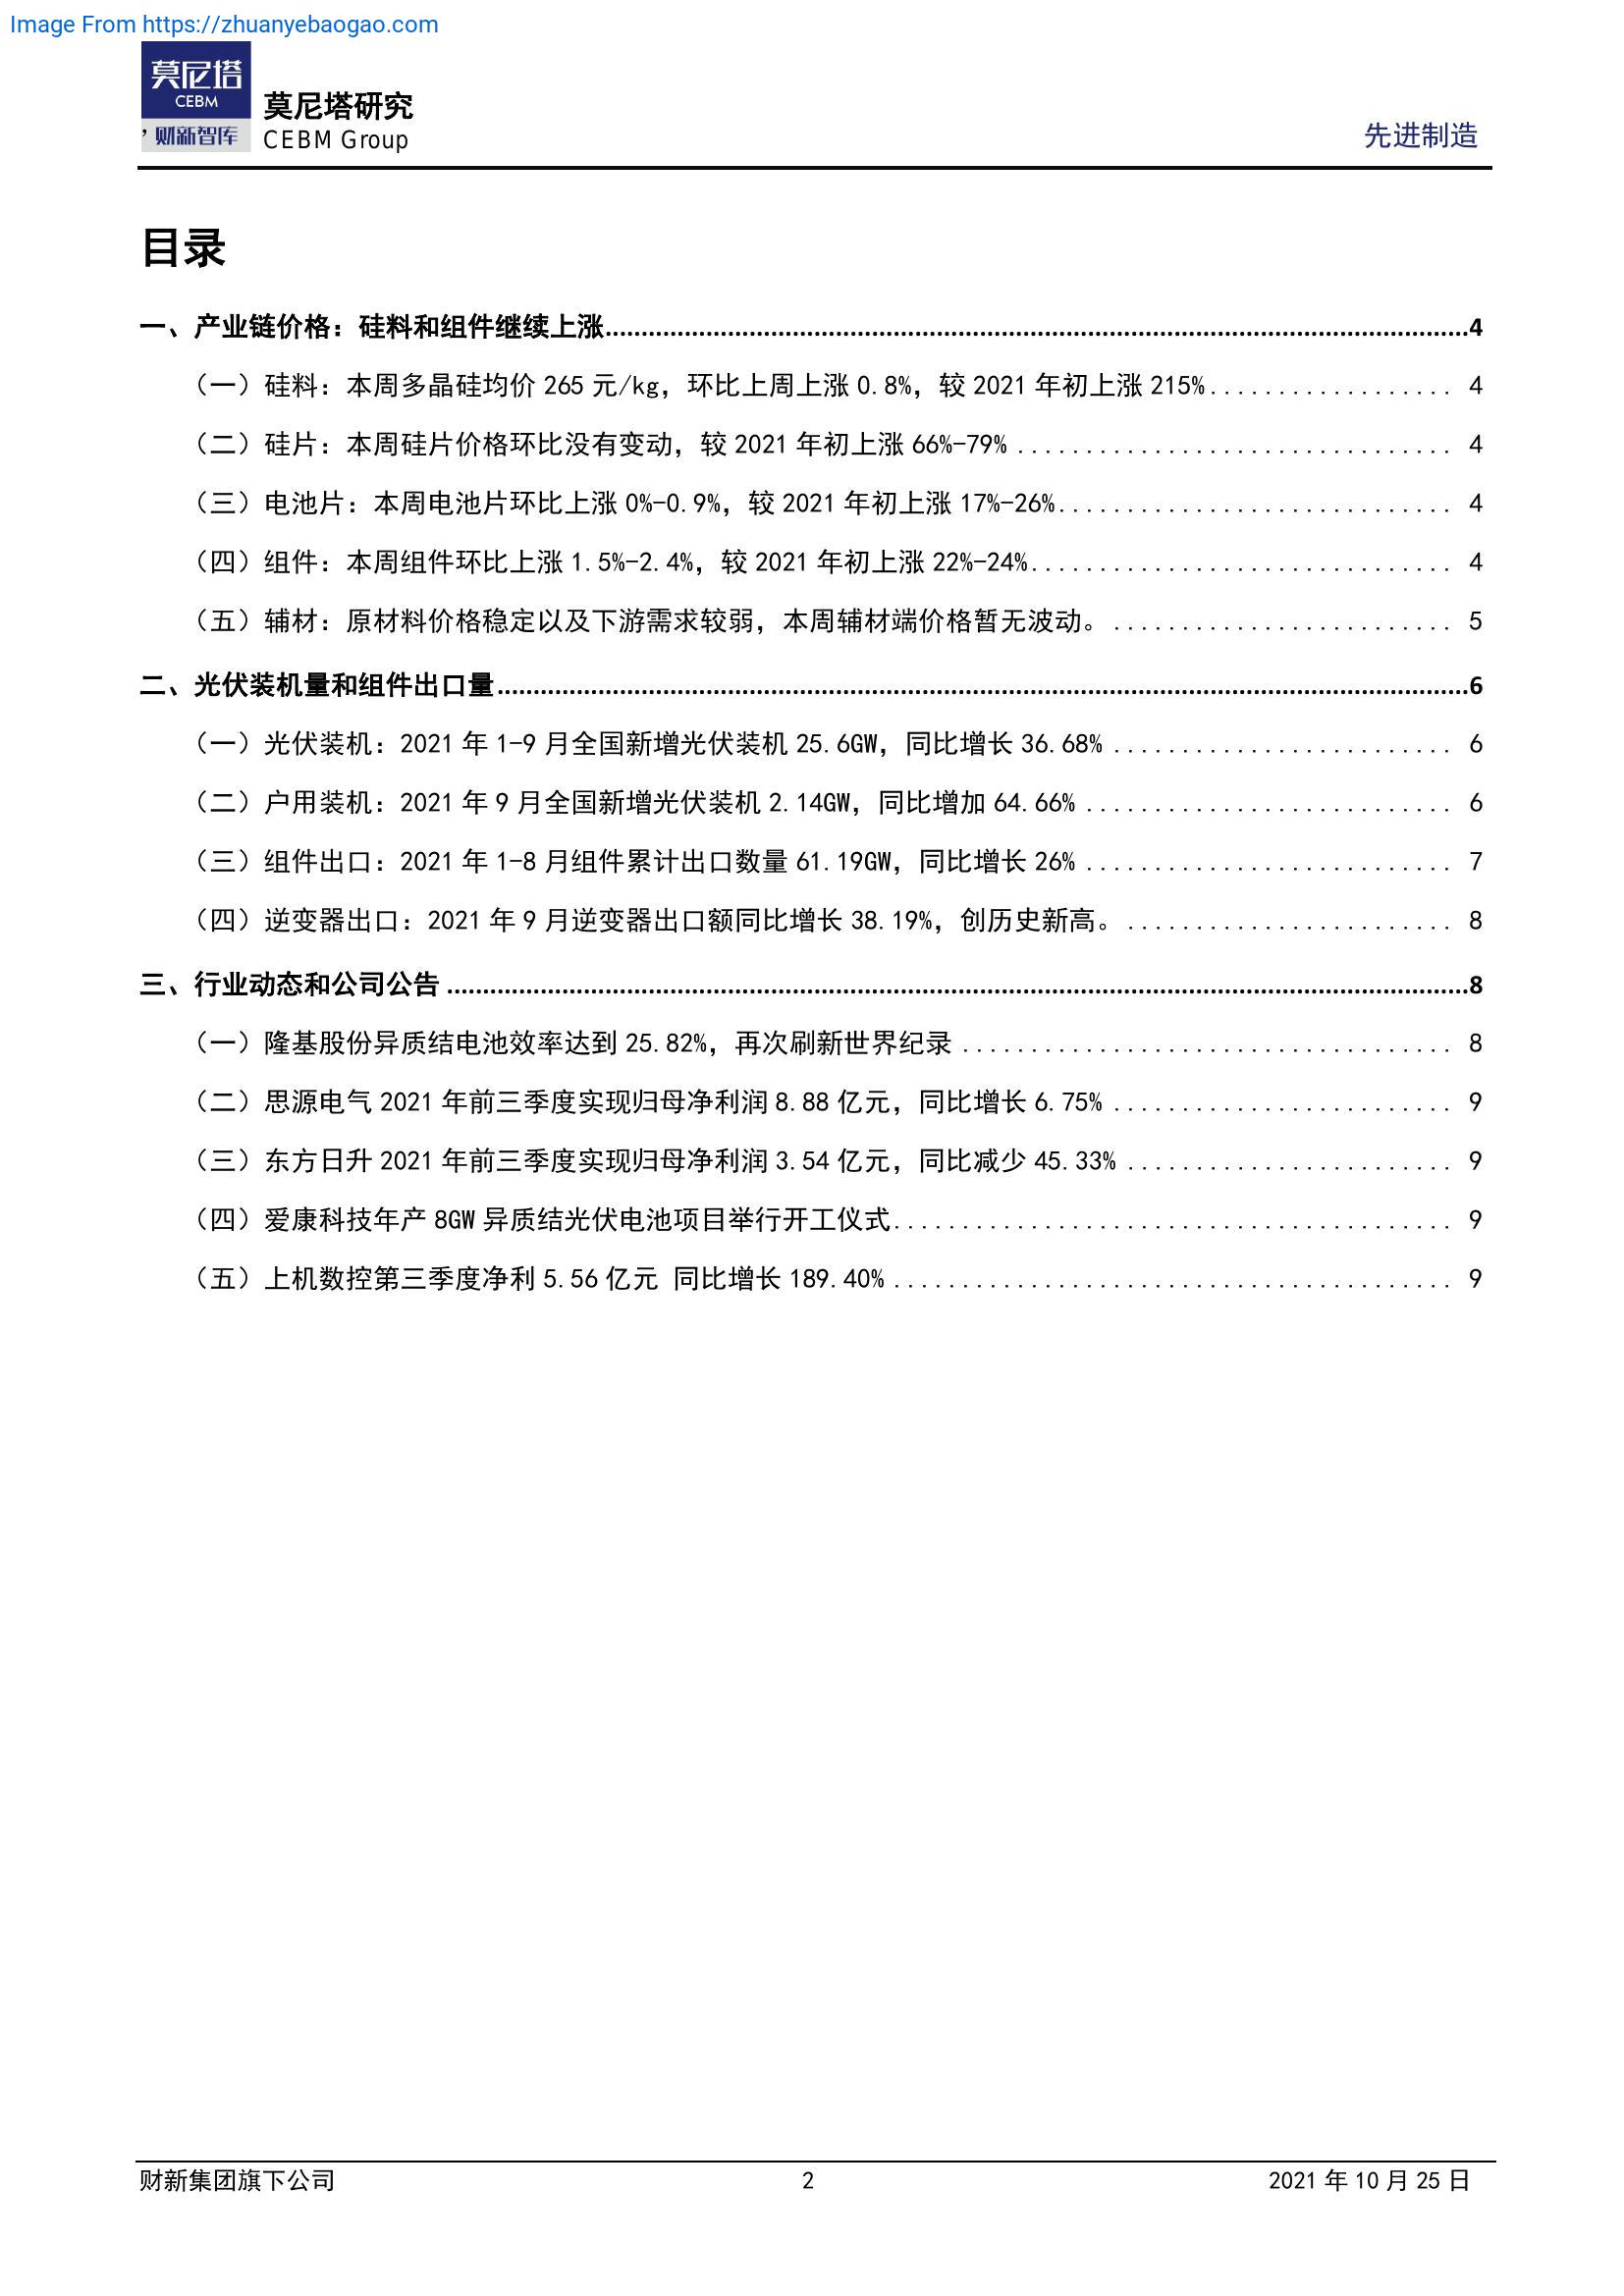 Image From https://zhuanyebaogao.com
莫尼塔
CEBM
财新智库
莫尼塔研究
CEBM Group
先进制造
目录
一、产业链价格：硅料和组件继续上涨........................4
（一）硅料：本周多晶硅均价 265 元/kg，环比上周上涨 0.8%，较 2021 年初上涨 215%.................. 4
（二）硅片：本周硅片价格环比没有变动，较 2021 年初上涨 66%-79% ................................ 4
（三）电池片：本周电池片环比上涨 0%-0.9%，较 2021 年初上涨 17%-26%............................. 4
（四）组件：本周组件环比上涨 1.5%-2.4%，较 2021 年初上涨 22%-24%............................... 4
（五）辅材：原材料价格稳定以及下游需求较弱，本周辅材端价格暂无波动。 ......................... 5
二、光伏装机量和组件出口量........................6
（一）光伏装机：2021 年 1-9 月全国新增光伏装机 25.6GW，同比增长 36.68% ......................... 6
（二）户用装机：2021 年 9 月全国新增光伏装机 2.14GW，同比增加 64.66% ........................... 6
（三）组件出口：2021 年 1-8 月组件累计出口数量 61.19GW，同比增长 26% ........................... 7
（四）逆变器出口：2021 年 9 月逆变器出口额同比增长 38.19%，创历史新高。 ........................ 8
三、行业动态和公司公告 ........................8
（一）隆基股份异质结电池效率达到 25.82%，再次刷新世界纪录 .................................... 8
（二）思源电气 2021 年前三季度实现归母净利润 8.88 亿元，同比增长 6.75% ......................... 9
（三）东方日升 2021 年前三季度实现归母净利润 3.54 亿元，同比减少 45.33% ........................ 9
（四）爱康科技年产 8GW 异质结光伏电池项目举行开工仪式......................................... 9
（五）上机数控第三季度净利 5.56 亿元 同比增长 189.40% ......................................... 9
财新集团旗下公司
2
2021 年 10 月 25 日